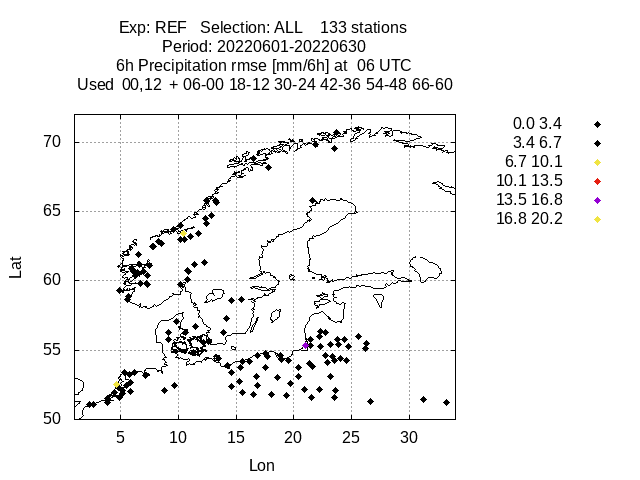 Exp: REF Selection: ALL 133 stations
Period: 20220601-20220630
6h Precipitation rmse [mm/6h] at 06 UTC
Used 00,12 + 06-00 18-12 30-24 42-36 54-48 66-60
70
65
60
55
50
Lat
5 10 15 20 25 30
Lon
0.0 3.4
3.4 6.7
6.7 10.1
10.1 13.5
13.5 16.8
16.8 20.2